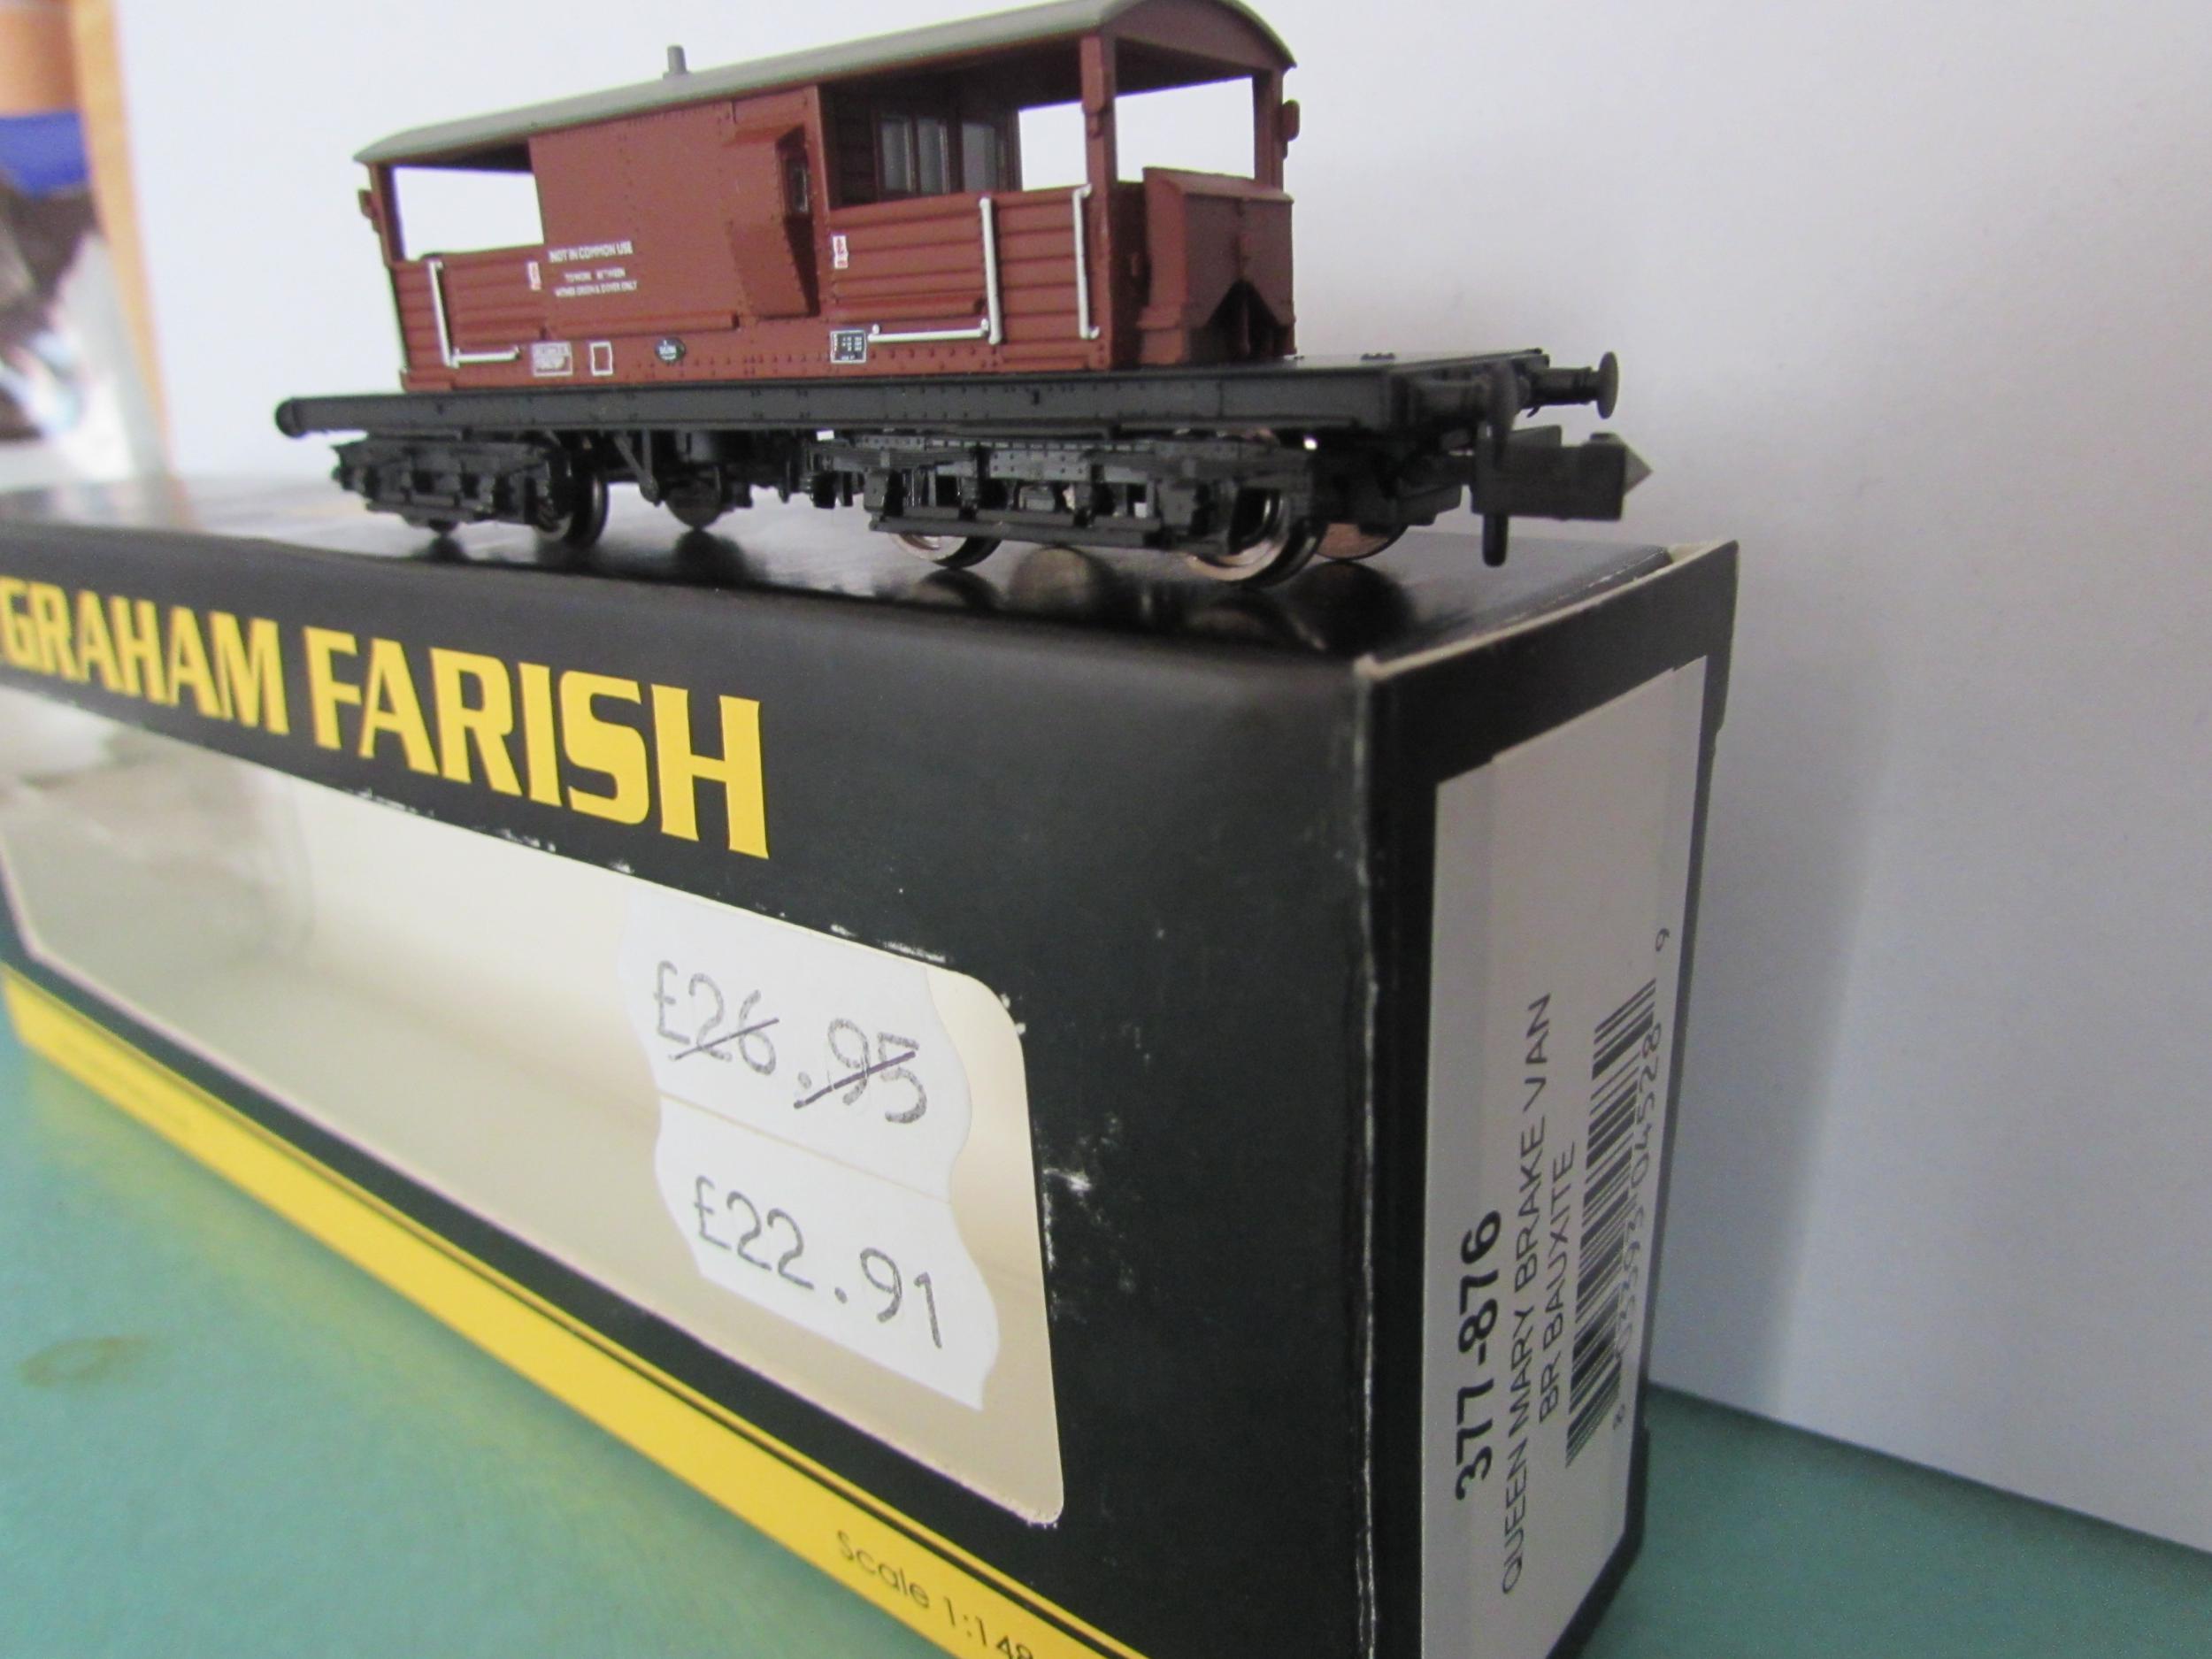 NOT IN COMMON USE
GRAHAM FARISH
£26.95
£22.91
Scale 1:148
377-876
QUEEN MARY BRAKE VAN
BR BAUXITE
9